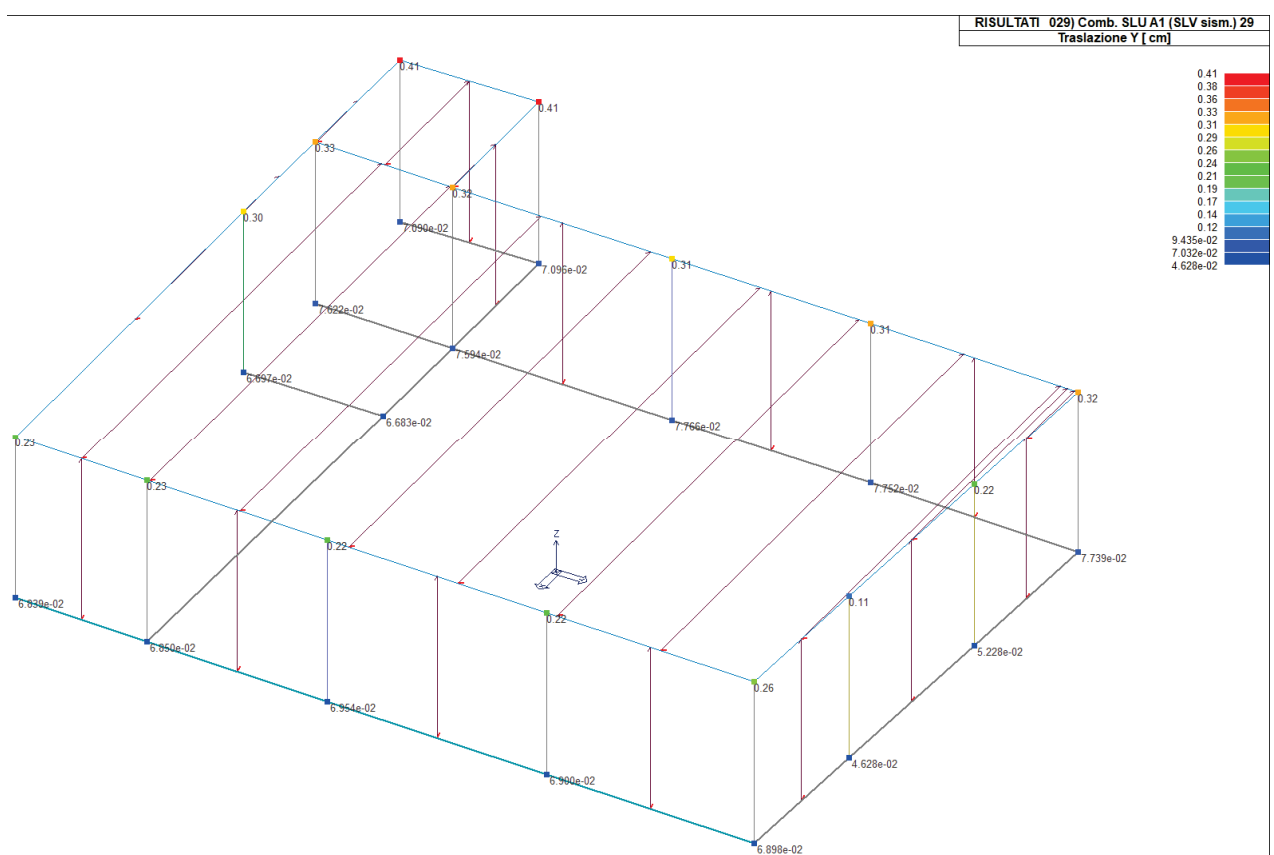 RISULTATI 029) Comb. SLU A1 (SLV sism.) 29
Traslazione Y [ cm]
0.41
0.38
0.36
0.33
0.31
0.29
0.26
0.24
0.21
0.19
0.17
0.14
0.12
9.435e-02
7.032e-02
4.628e-02
0.41
0.41
0.33
0.32
0.30
7.090e-02
0.31
7.096e-02
7.622e-02
0.31
7.594e-02
6.697e-02
0.32
6.683e-02
7.766e-02
0.23
0.23
7.752e-02
0.22
0.22
Z
7.739e-02
6.839e-02
0.11
0.22
6.850e-02
5.228e-02
0.26
6.954e-02
4.628e-02
6.900e-02
6.898e-02